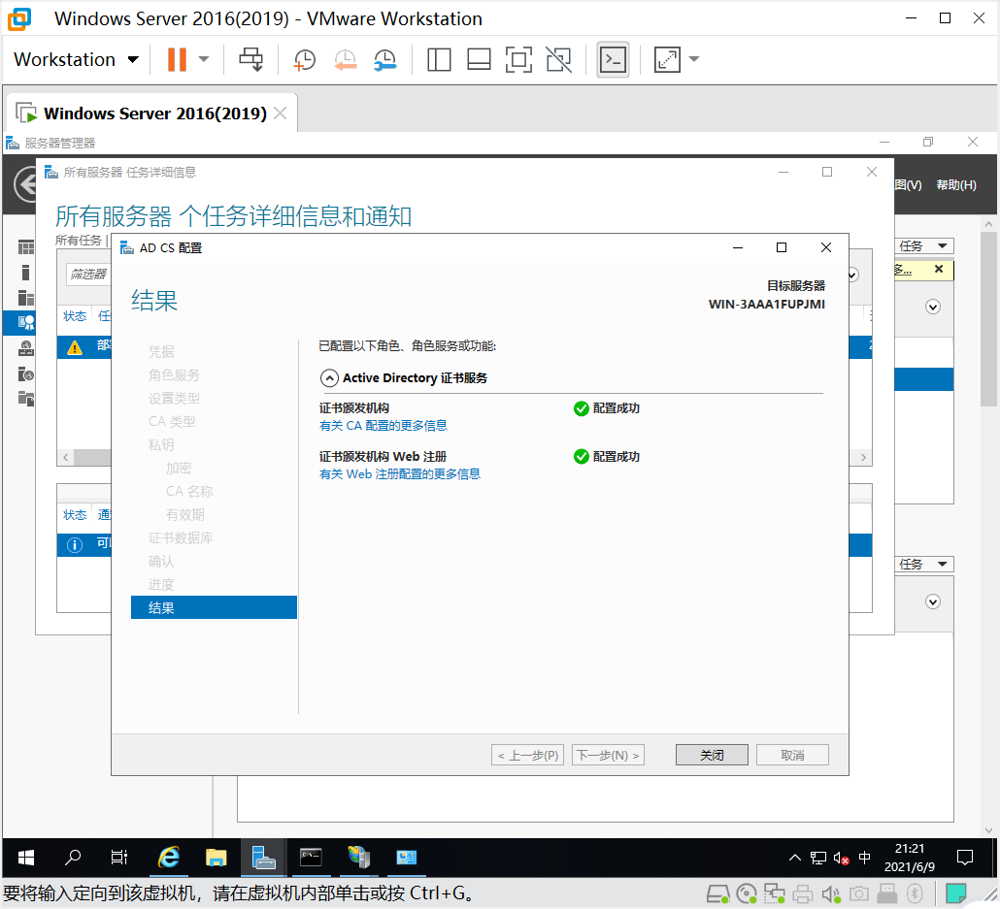 Windows Server 2016(2019) - VMware Workstation
Workstation
Windows Server 2016(2019)
服务器管理器
所有服务器 任务详细信息
图(V) 帮助(H)
所有服务器 个任务详细信息和通知
所有任务 |
任务
AD CS 配置
筛选器
多...
结果
目标服务器
WIN-3AAA1FUPJMI
状态 任
部
已配置以下角色、角色服务或功能:
凭据
角色服务
设置类型
CA 类型
私钥
加密
CA 名称
有效期
证书数据库
确认
进度
结果
Active Directory 证书服务
证书颁发机构 配置成功
有关 CA 配置的更多信息
证书颁发机构 Web 注册 配置成功
有关 Web 注册配置的更多信息
状态 通
可
任务
< 上一步(P) 下一步(N) > 关闭 取消
中
21:21
2021/6/9
要将输入定向到该虚拟机，请在虚拟机内部单击或按 Ctrl+G。